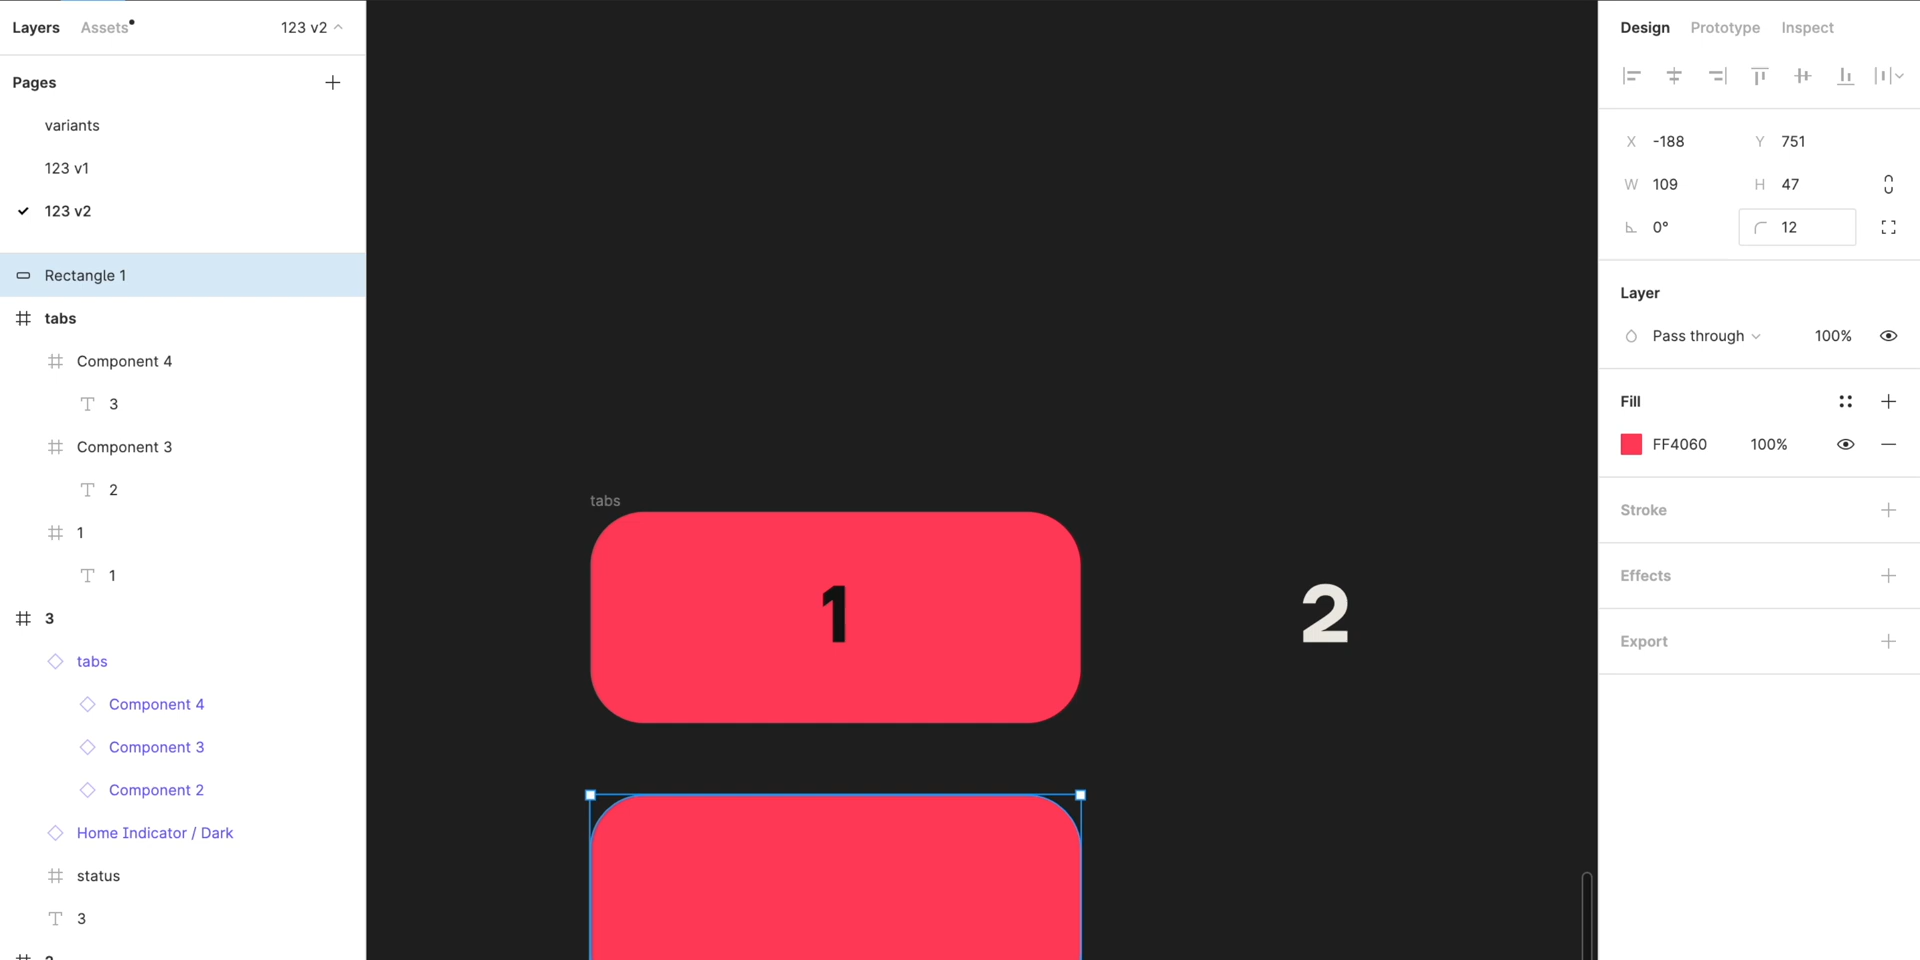 Layers Assets 123 v2
Pages
variants
123 v1
123 v2
Rectangle 1
tabs
Component 4
3
Component 3
2
1
1
3
tabs
Component 4
Component 3
Component 2
Home Indicator / Dark
status
3
tabs
1
2
Design Prototype Inspect
X -188 Y 751
W 109 H 47
0° 12
Layer
Pass through 100%
Fill
FF4060 100%
Stroke
Effects
Export